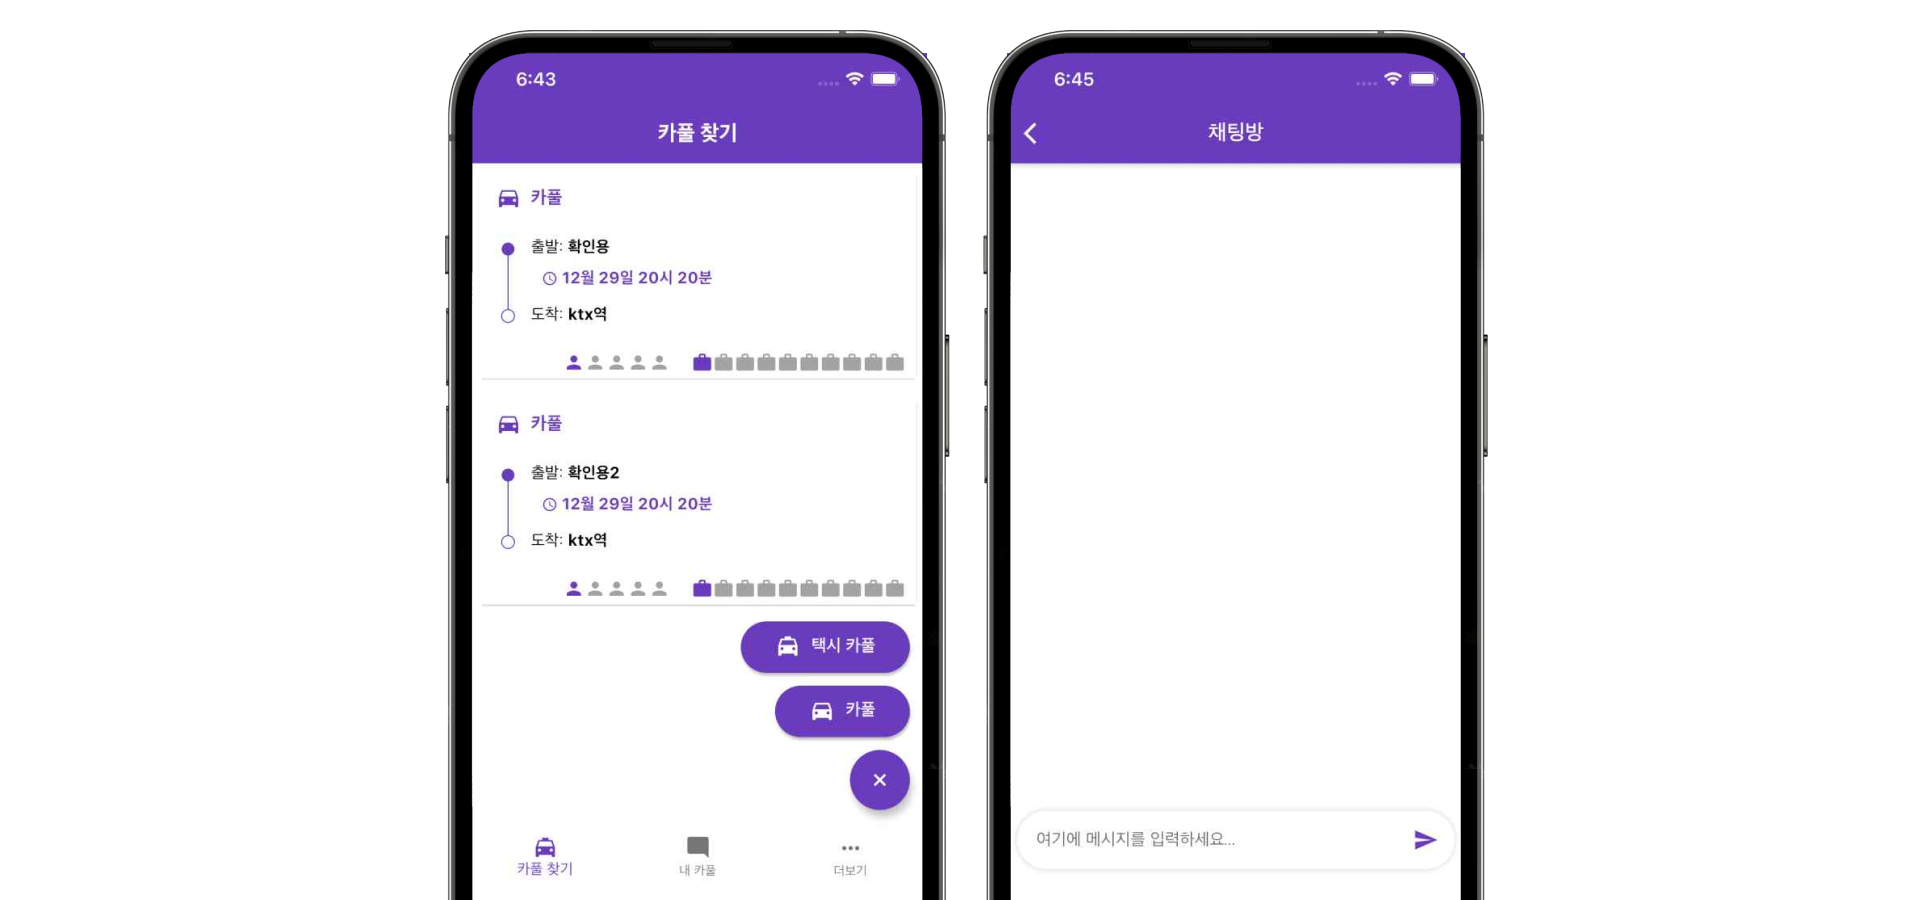 6:43
카풀 찾기
카풀
출발: 확인용
12월 29일 20시 20분
도착: ktx역
카풀
출발: 확인용2
12월 29일 20시 20분
도착: ktx역
택시 카풀
카풀
카풀 찾기
내 카풀
더보기
6:45
채팅방
여기에 메시지를 입력하세요...